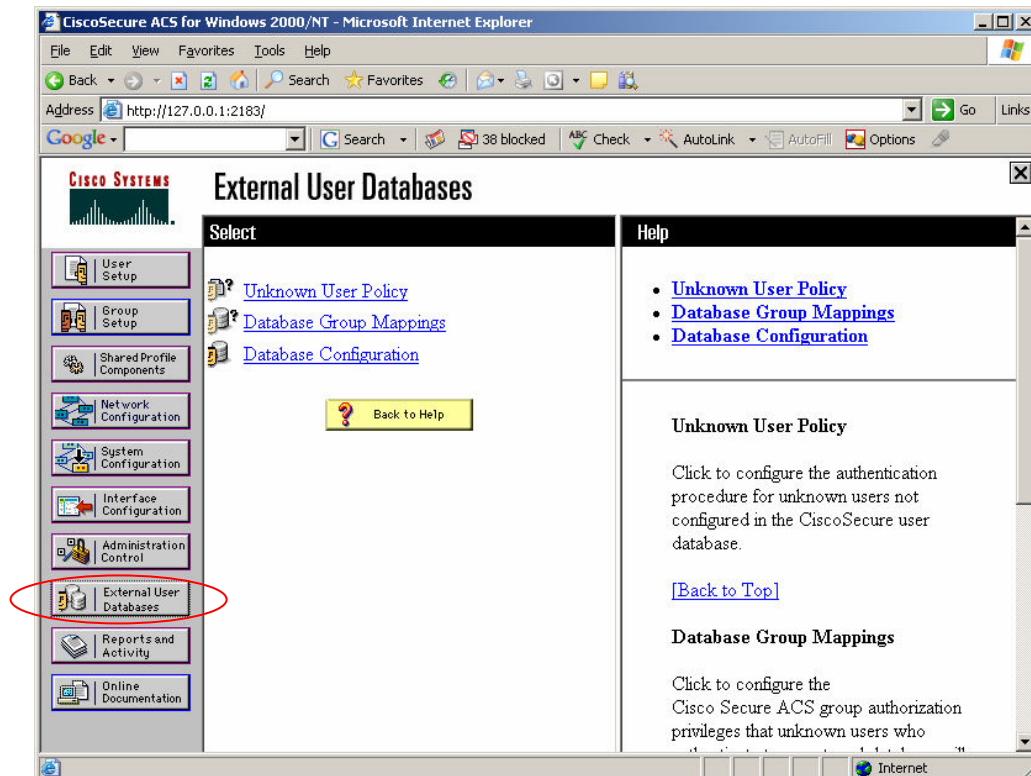 CiscoSecure ACS for Windows 2000/NT - Microsoft Internet Explorer
File Edit View Favorites Tools Help
Back Search Favorites
Address http://127.0.0.1:2183/ Go Links
Google Search 38 blocked ABC Check AutoLink AutoFill Options
CISCO SYSTEMS
External User Databases
Select
Help
User
Setup
Group
Setup
Shared Profile
Components
Network
Configuration
System
Configuration
Interface
Configuration
Administration
Control
External User
Databases
Reports and
Activity
Online
Documentation
Unknown User Policy
Database Group Mappings
Database Configuration
Back to Help
Unknown User Policy
Database Group Mappings
Database Configuration
Unknown User Policy
Click to configure the authentication
procedure for unknown users not
configured in the CiscoSecure user
database.
[Back to Top]
Database Group Mappings
Click to configure the
Cisco Secure ACS group authorization
privileges that unknown users who
Internet